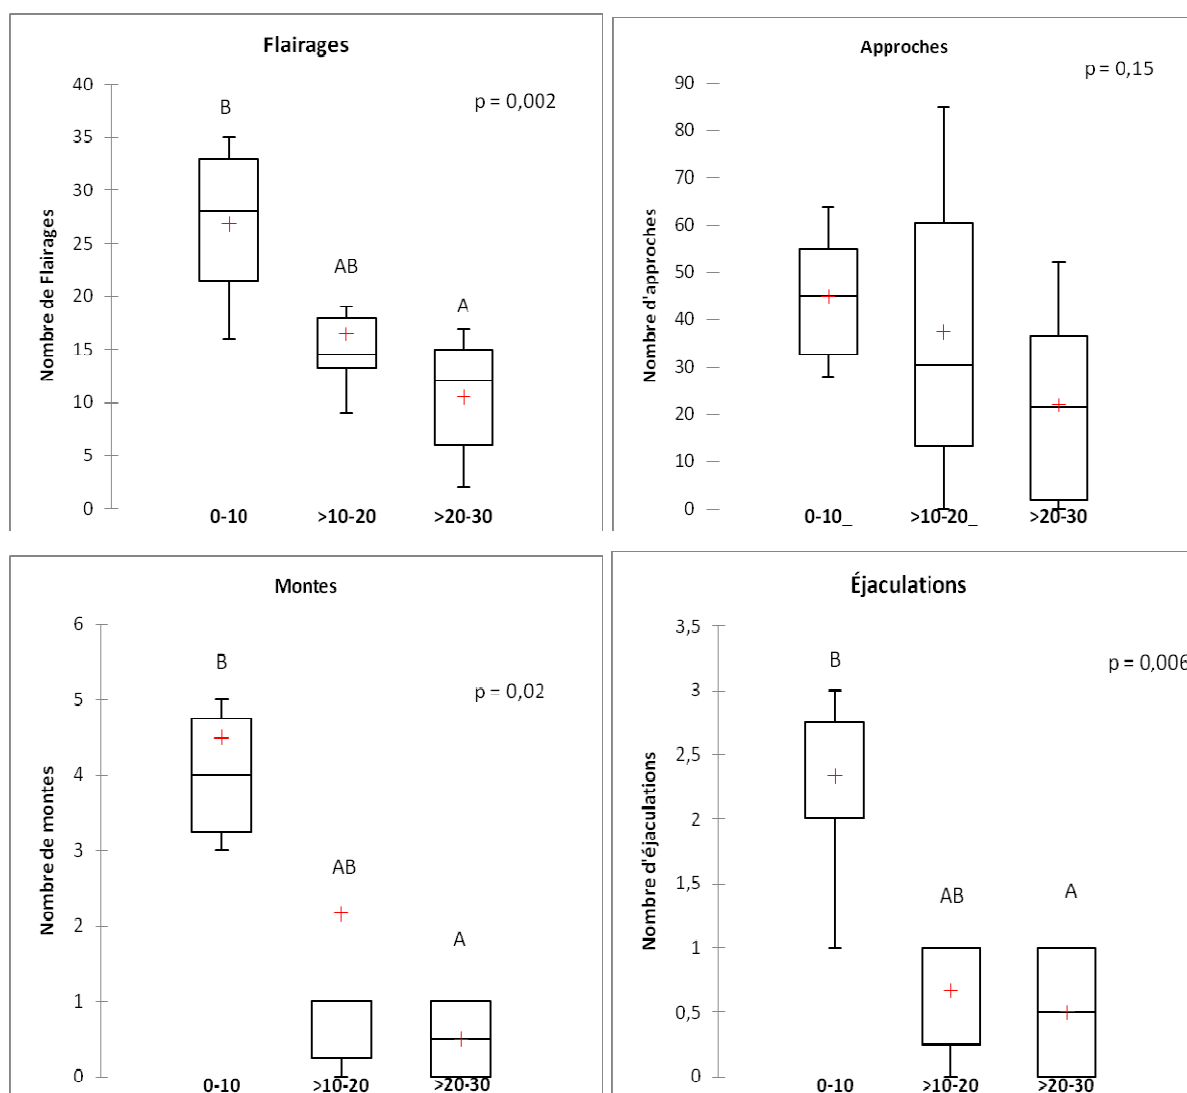 Flairages
p = 0,002
Nombre de Flairages
40
35
30
25
20
15
10
5
0
B
AB
A
0-10
>10-20
>20-30
Approches
p = 0,15
Nombre d'approches
90
80
70
60
50
40
30
20
10
0
0-10_
>10-20_
>20-30
Montes
p = 0,02
Nombre de montes
6
5
4
3
2
1
0
B
AB
A
0-10
>10-20
>20-30
Éjaculations
p = 0,006
Nombre d'éjaculations
3,5
3
2,5
2
1,5
1
0,5
0
B
AB
A
0-10
>10-20
>20-30